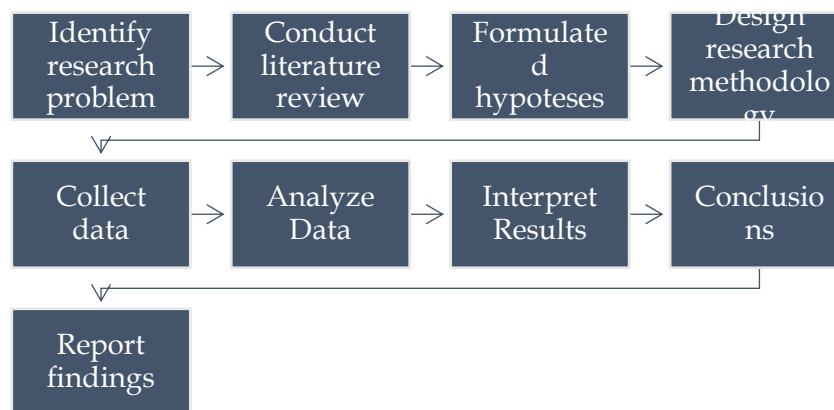 Identify
research
problem
Conduct
literature
review
Formulate
d
hypoteses
Design
research
methodolo
gy
Collect
data
Analyze
Data
Interpret
Results
Conclusio
ns
Report
findings